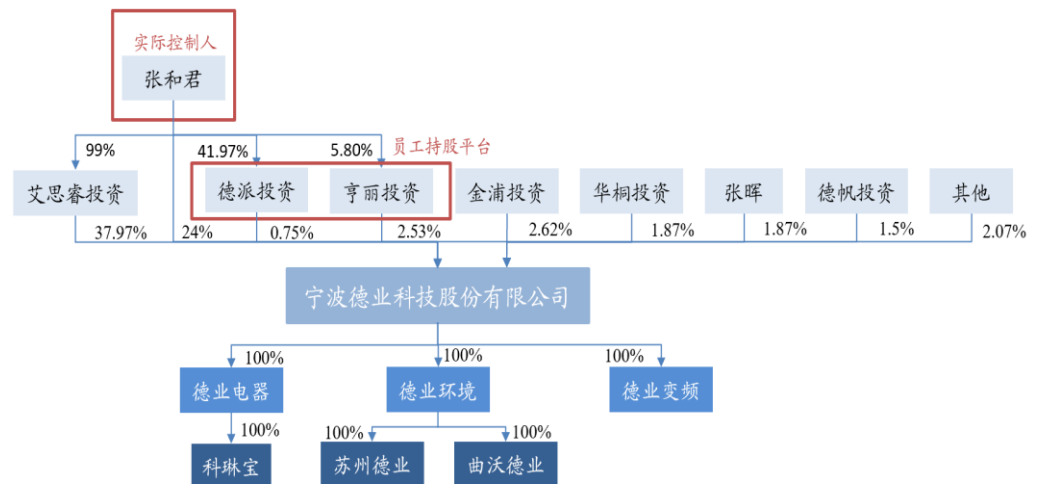 实际控制人
张和君
99%
41.97%
5.80%
员工持股平台
艾思睿投资
德派投资
亨丽投资
金浦投资
华桐投资
张晖
德帆投资
其他
37.97%
24%
0.75%
2.53%
2.62%
1.87%
1.87%
1.5%
2.07%
宁波德业科技股份有限公司
100%
100%
100%
德业电器
德业环境
德业变频
100%
100%
100%
科琳宝
苏州德业
曲沃德业